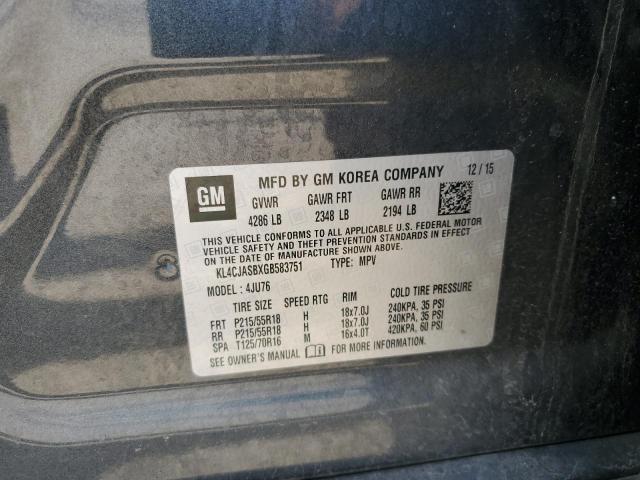 GM
MFD BY GM KOREA COMPANY 12 / 15
GVWR GAWR FRT GAWR RR
4286 LB 2348 LB 2194 LB
THIS VEHICLE CONFORMS TO ALL APPLICABLE U.S. FEDERAL MOTOR
VEHICLE SAFETY AND THEFT PREVENTION STANDARDS IN EFFECT ON
THE DATE OF MANUFACTURE SHOWN ABOVE.
KL4CJASBXGB583751 TYPE: MPV
MODEL : 4JU76
TIRE SIZE SPEED RTG RIM COLD TIRE PRESSURE
FRT P215/55R18 H 18x7.0J 240KPA, 35 PSI
RR P215/55R18 H 18x7.0J 240KPA, 35 PSI
SPA T125/70R16 M 16x4.0T 420KPA, 60 PSI
SEE OWNER'S MANUAL FOR MORE INFORMATION.